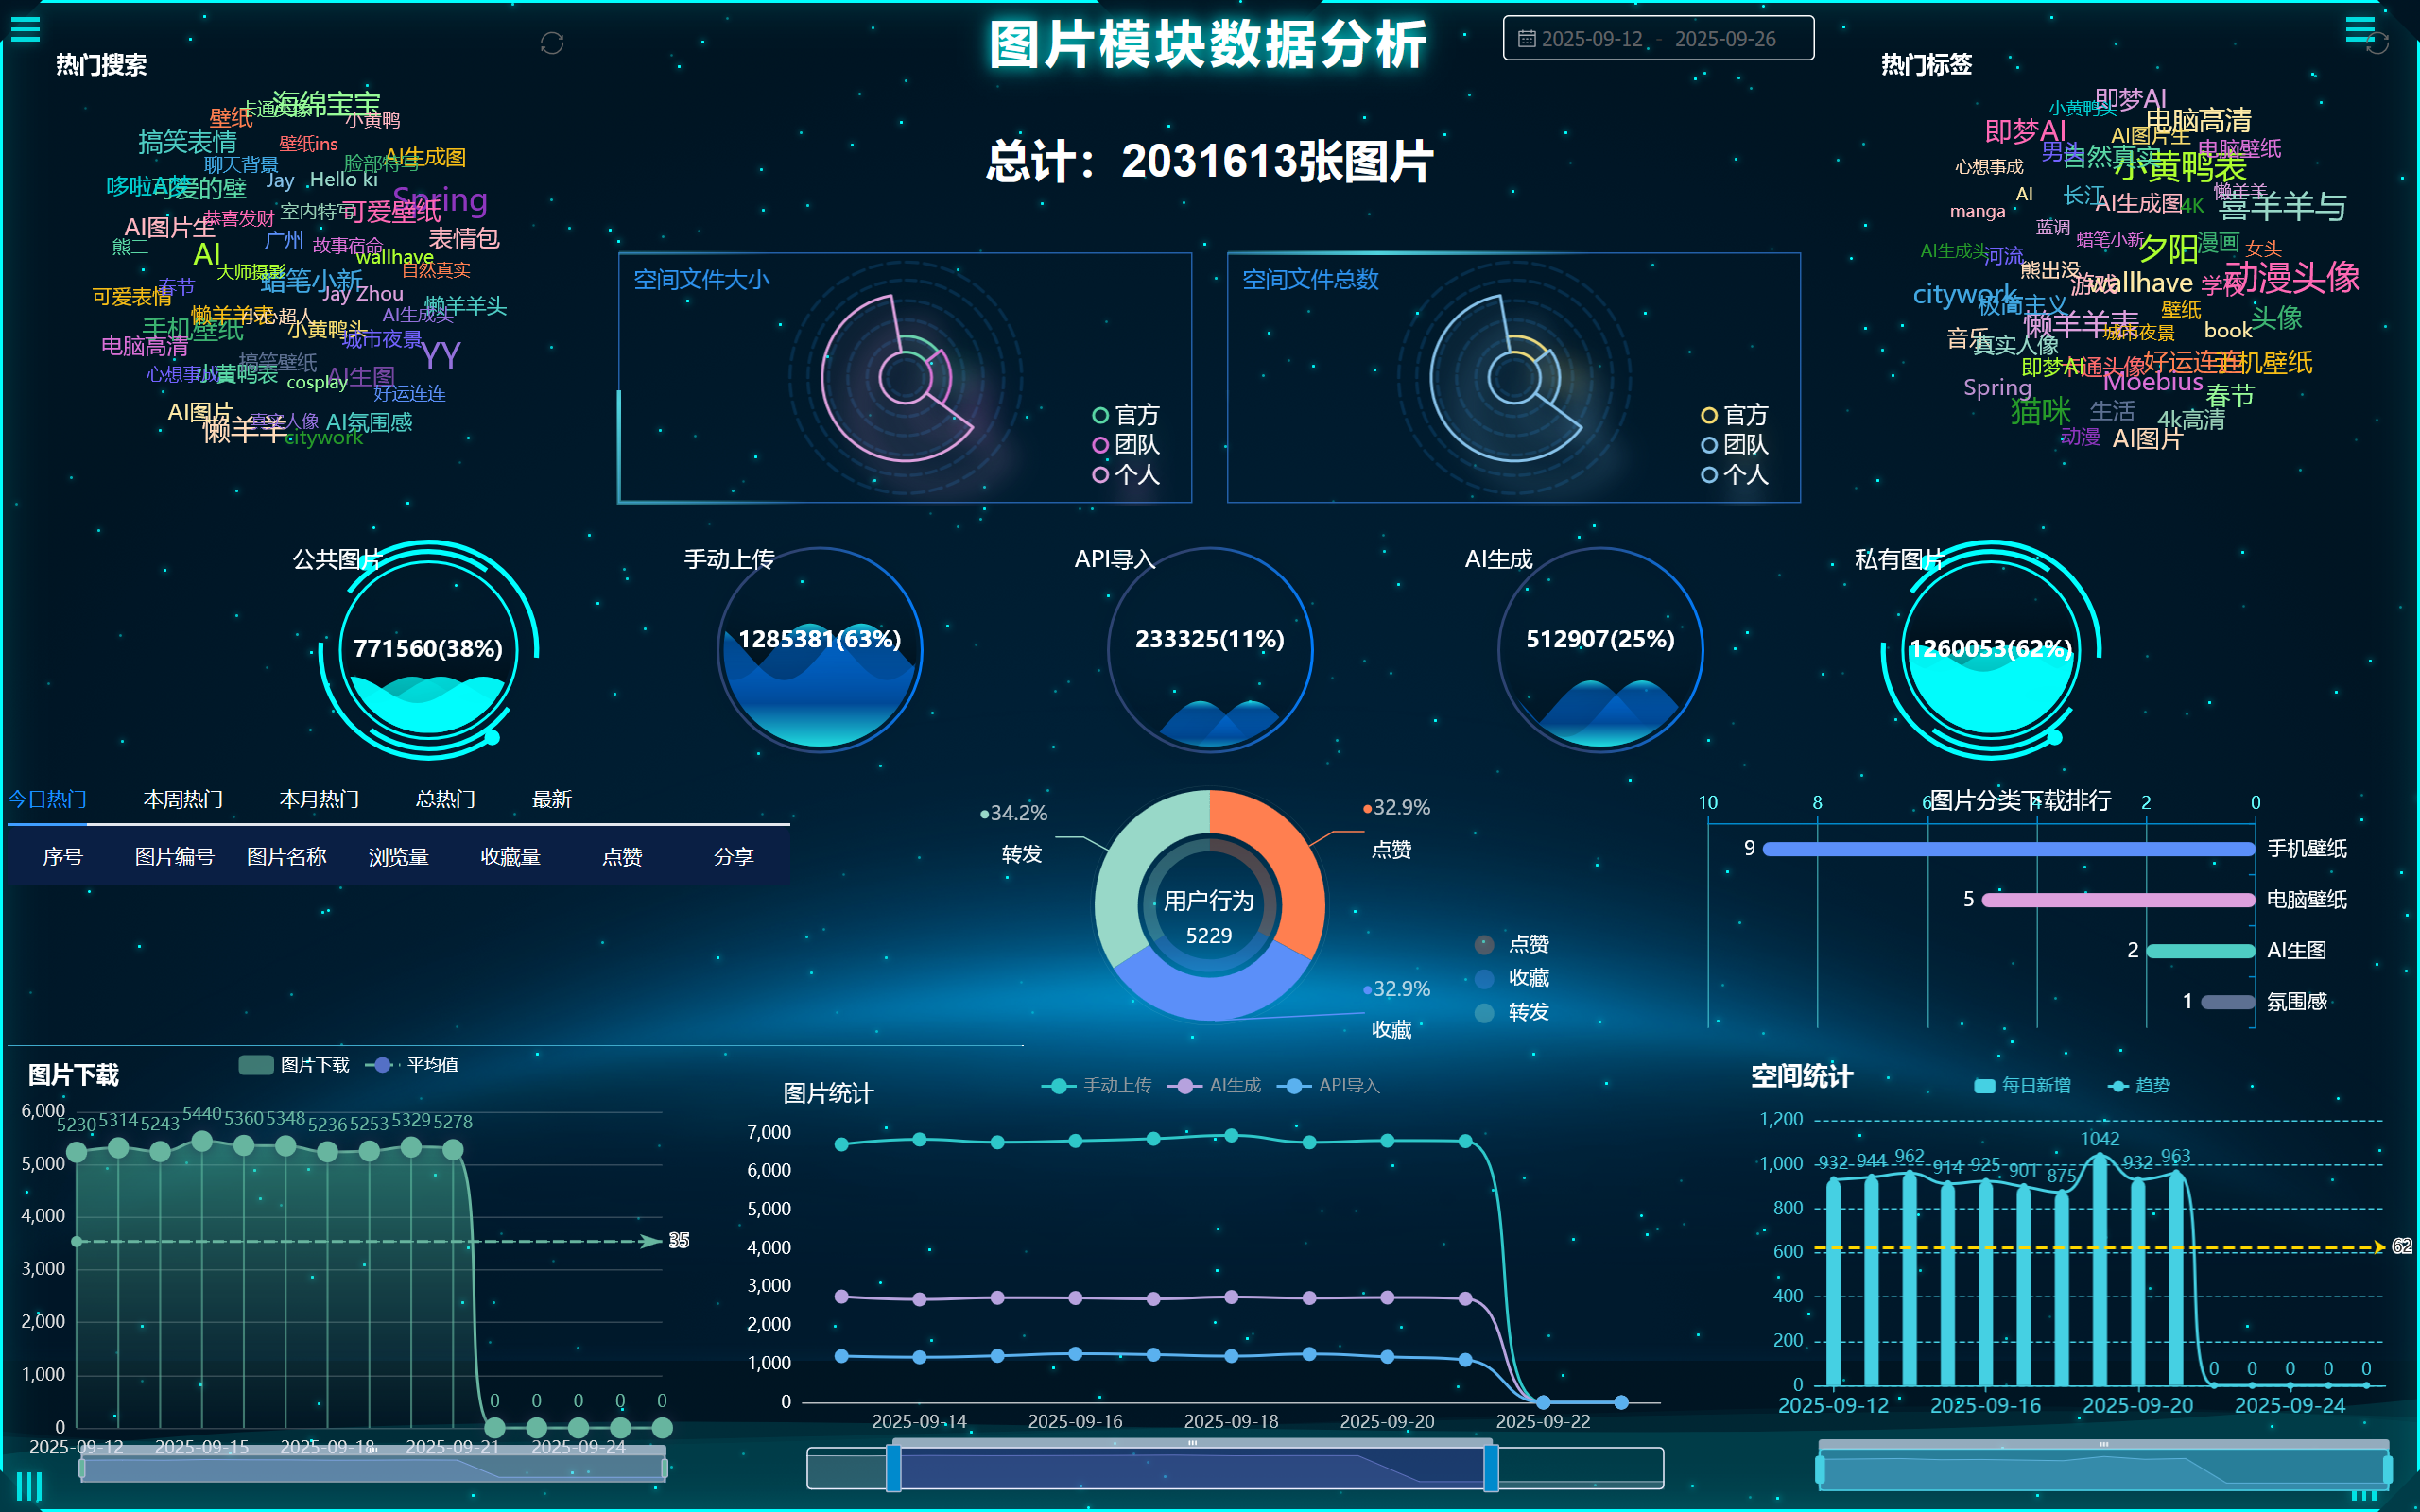 图片模块数据分析
2025-09-12 - 2025-09-26
总计：2031613张图片
热门搜索
海绵宝宝
壁纸
小黄鸭
搞笑表情
壁纸ins
AI生成图
聊天背景
脸部特写
Jay
Hello ki
可爱的壁
Spring
AI图片生
恭喜发财
室内特写
可爱壁纸
熊二
广州
故事宿命
表情包
AI
wallhave
大师摄影
蜡笔小新
自然真实
可爱表情
春节
Jay Zhou
懒羊羊头
懒羊羊表
AI生成头
手机壁纸
小黄鸭头
城市夜景
电脑高清
搞笑壁纸
YY
心想事成
小黄鸭表
cosplay
AI生图
好运连连
AI图片
真实人像
AI氛围感
懒羊羊
citywork
热门标签
即梦AI
小黄鸭头
电脑高清
即梦AI
AI图片生
男头
自然真实
电脑壁纸
心想事成
小黄鸭表
AI
长江
懒羊羊
manga
AI生成图
4K
喜羊羊与
蓝调
蜡笔小新
夕阳
漫画
女头
AI生成头
河流
熊出没
游戏
wallhave
学校
动漫头像
citywork
极简主义
壁纸
头像
懒羊羊表
城市夜景
book
音乐
真实人像
即梦AI
卡通头像
好运连连
手机壁纸
Spring
Moebius
春节
猫咪
生活
4k高清
动漫
AI图片
空间文件大小
官方
团队
个人
空间文件总数
官方
团队
个人
公共图片
771560(38%)
手动上传
1285381(63%)
API导入
233325(11%)
AI生成
512907(25%)
私有图片
1260053(62%)
今日热门 本周热门 本月热门 总热门 最新
序号 图片编号 图片名称 浏览量 收藏量 点赞 分享
34.2%
转发
32.9%
点赞
用户行为
5229
32.9%
收藏
点赞
收藏
转发
图片分类下载排行
10 8 6 4 2 0
9 手机壁纸
5 电脑壁纸
2 AI生图
1 氛围感
图片下载
图片下载 平均值
6,000
5,000
4,000
3,000
2,000
1,000
0
5230 5314 5243 5440 5360 5348 5236 5253 5329 5278 0 0 0 0 0
35
2025-09-12 2025-09-15 2025-09-18 2025-09-21 2025-09-24
图片统计
手动上传 AI生成 API导入
7,000
6,000
5,000
4,000
3,000
2,000
1,000
0
2025-09-14 2025-09-16 2025-09-18 2025-09-20 2025-09-22
空间统计
每日新增 趋势
1,200
1,000
800
600
400
200
0
932 944 962 914 925 901 875 1042 932 963 0 0 0 0 0
62
2025-09-12 2025-09-16 2025-09-20 2025-09-24